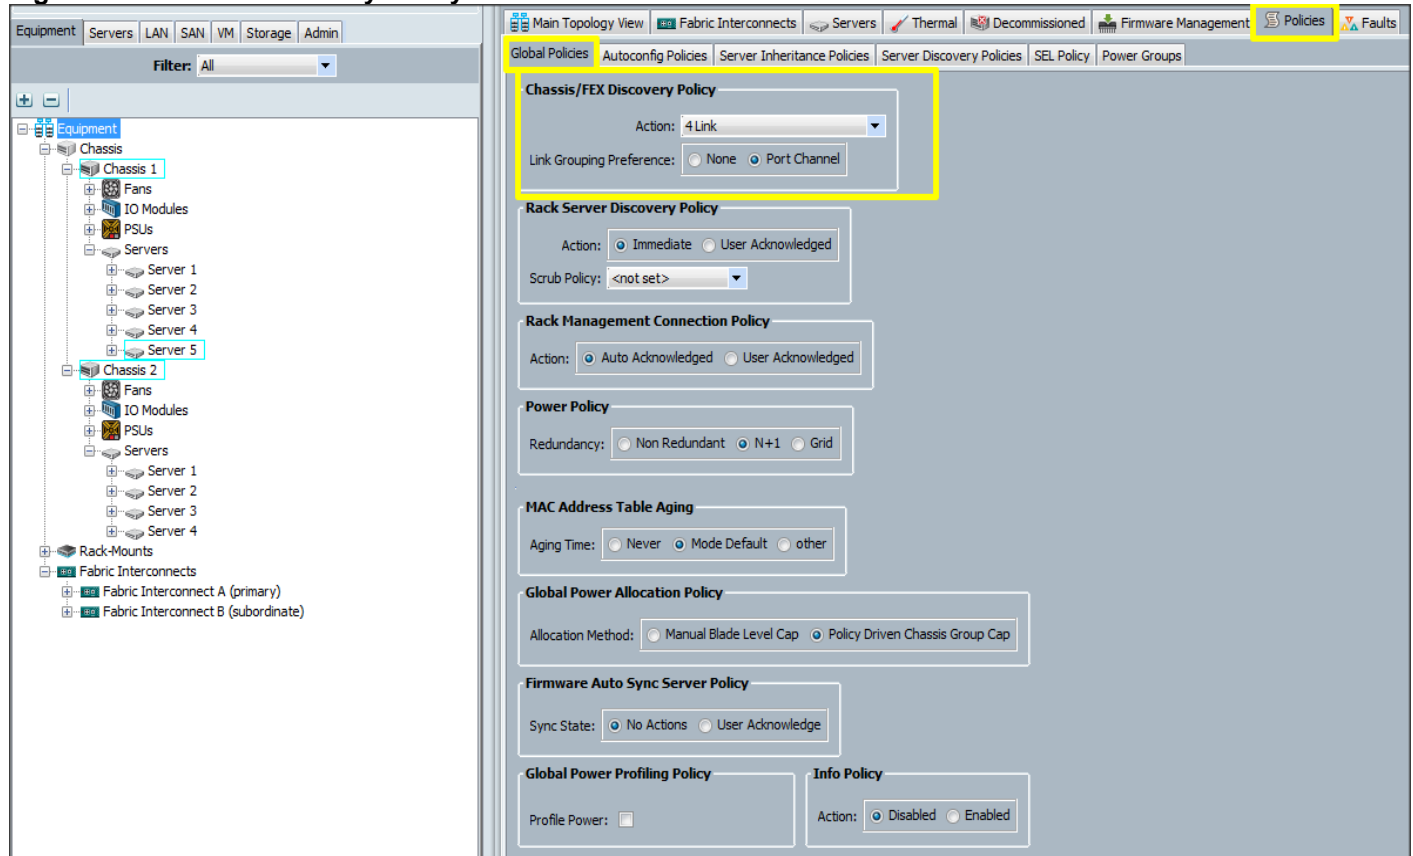 Equipment Servers LAN SAN VM Storage Admin
Filter: All
Equipment
Chassis
Chassis 1
Fans
IO Modules
PSUs
Servers
Server 1
Server 2
Server 3
Server 4
Server 5
Chassis 2
Fans
IO Modules
PSUs
Servers
Server 1
Server 2
Server 3
Server 4
Rack-Mounts
Fabric Interconnects
Fabric Interconnect A (primary)
Fabric Interconnect B (subordinate)
Main Topology View Fabric Interconnects Servers Thermal Decommissioned Firmware Management Policies Faults
Global Policies Autoconfig Policies Server Inheritance Policies Server Discovery Policies SEL Policy Power Groups
Chassis/FEX Discovery Policy
Action: 4 Link
Link Grouping Preference: None Port Channel
Rack Server Discovery Policy
Action: Immediate User Acknowledged
Scrub Policy: <not set>
Rack Management Connection Policy
Action: Auto Acknowledged User Acknowledged
Power Policy
Redundancy: Non Redundant N+1 Grid
MAC Address Table Aging
Aging Time: Never Mode Default other
Global Power Allocation Policy
Allocation Method: Manual Blade Level Cap Policy Driven Chassis Group Cap
Firmware Auto Sync Server Policy
Sync State: No Actions User Acknowledge
Global Power Profiling Policy
Profile Power:
Info Policy
Action: Disabled Enabled